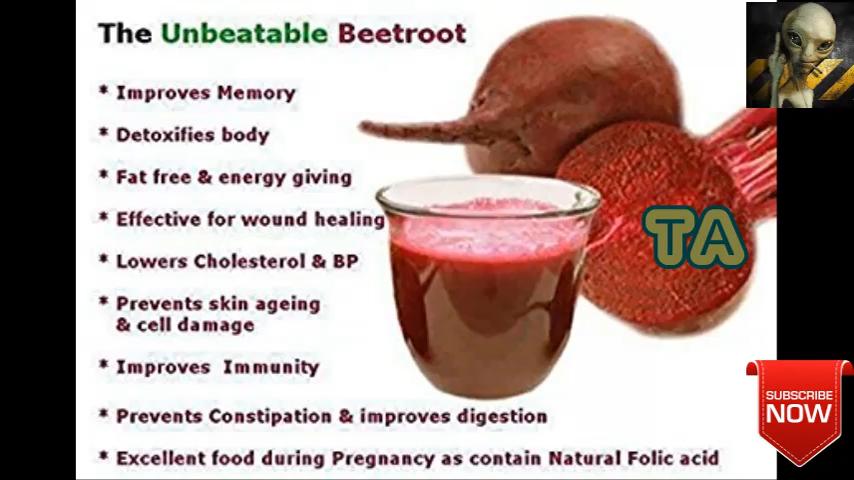 The Unbeatable Beetroot
* Improves Memory
* Detoxifies body
* Fat free & energy giving
* Effective for wound healing
* Lowers Cholesterol & BP
* Prevents skin ageing
& cell damage
* Improves Immunity
* Prevents Constipation & improves digestion
* Excellent food during Pregnancy as contain Natural Folic acid
TA
SUBSCRIBE
NOW